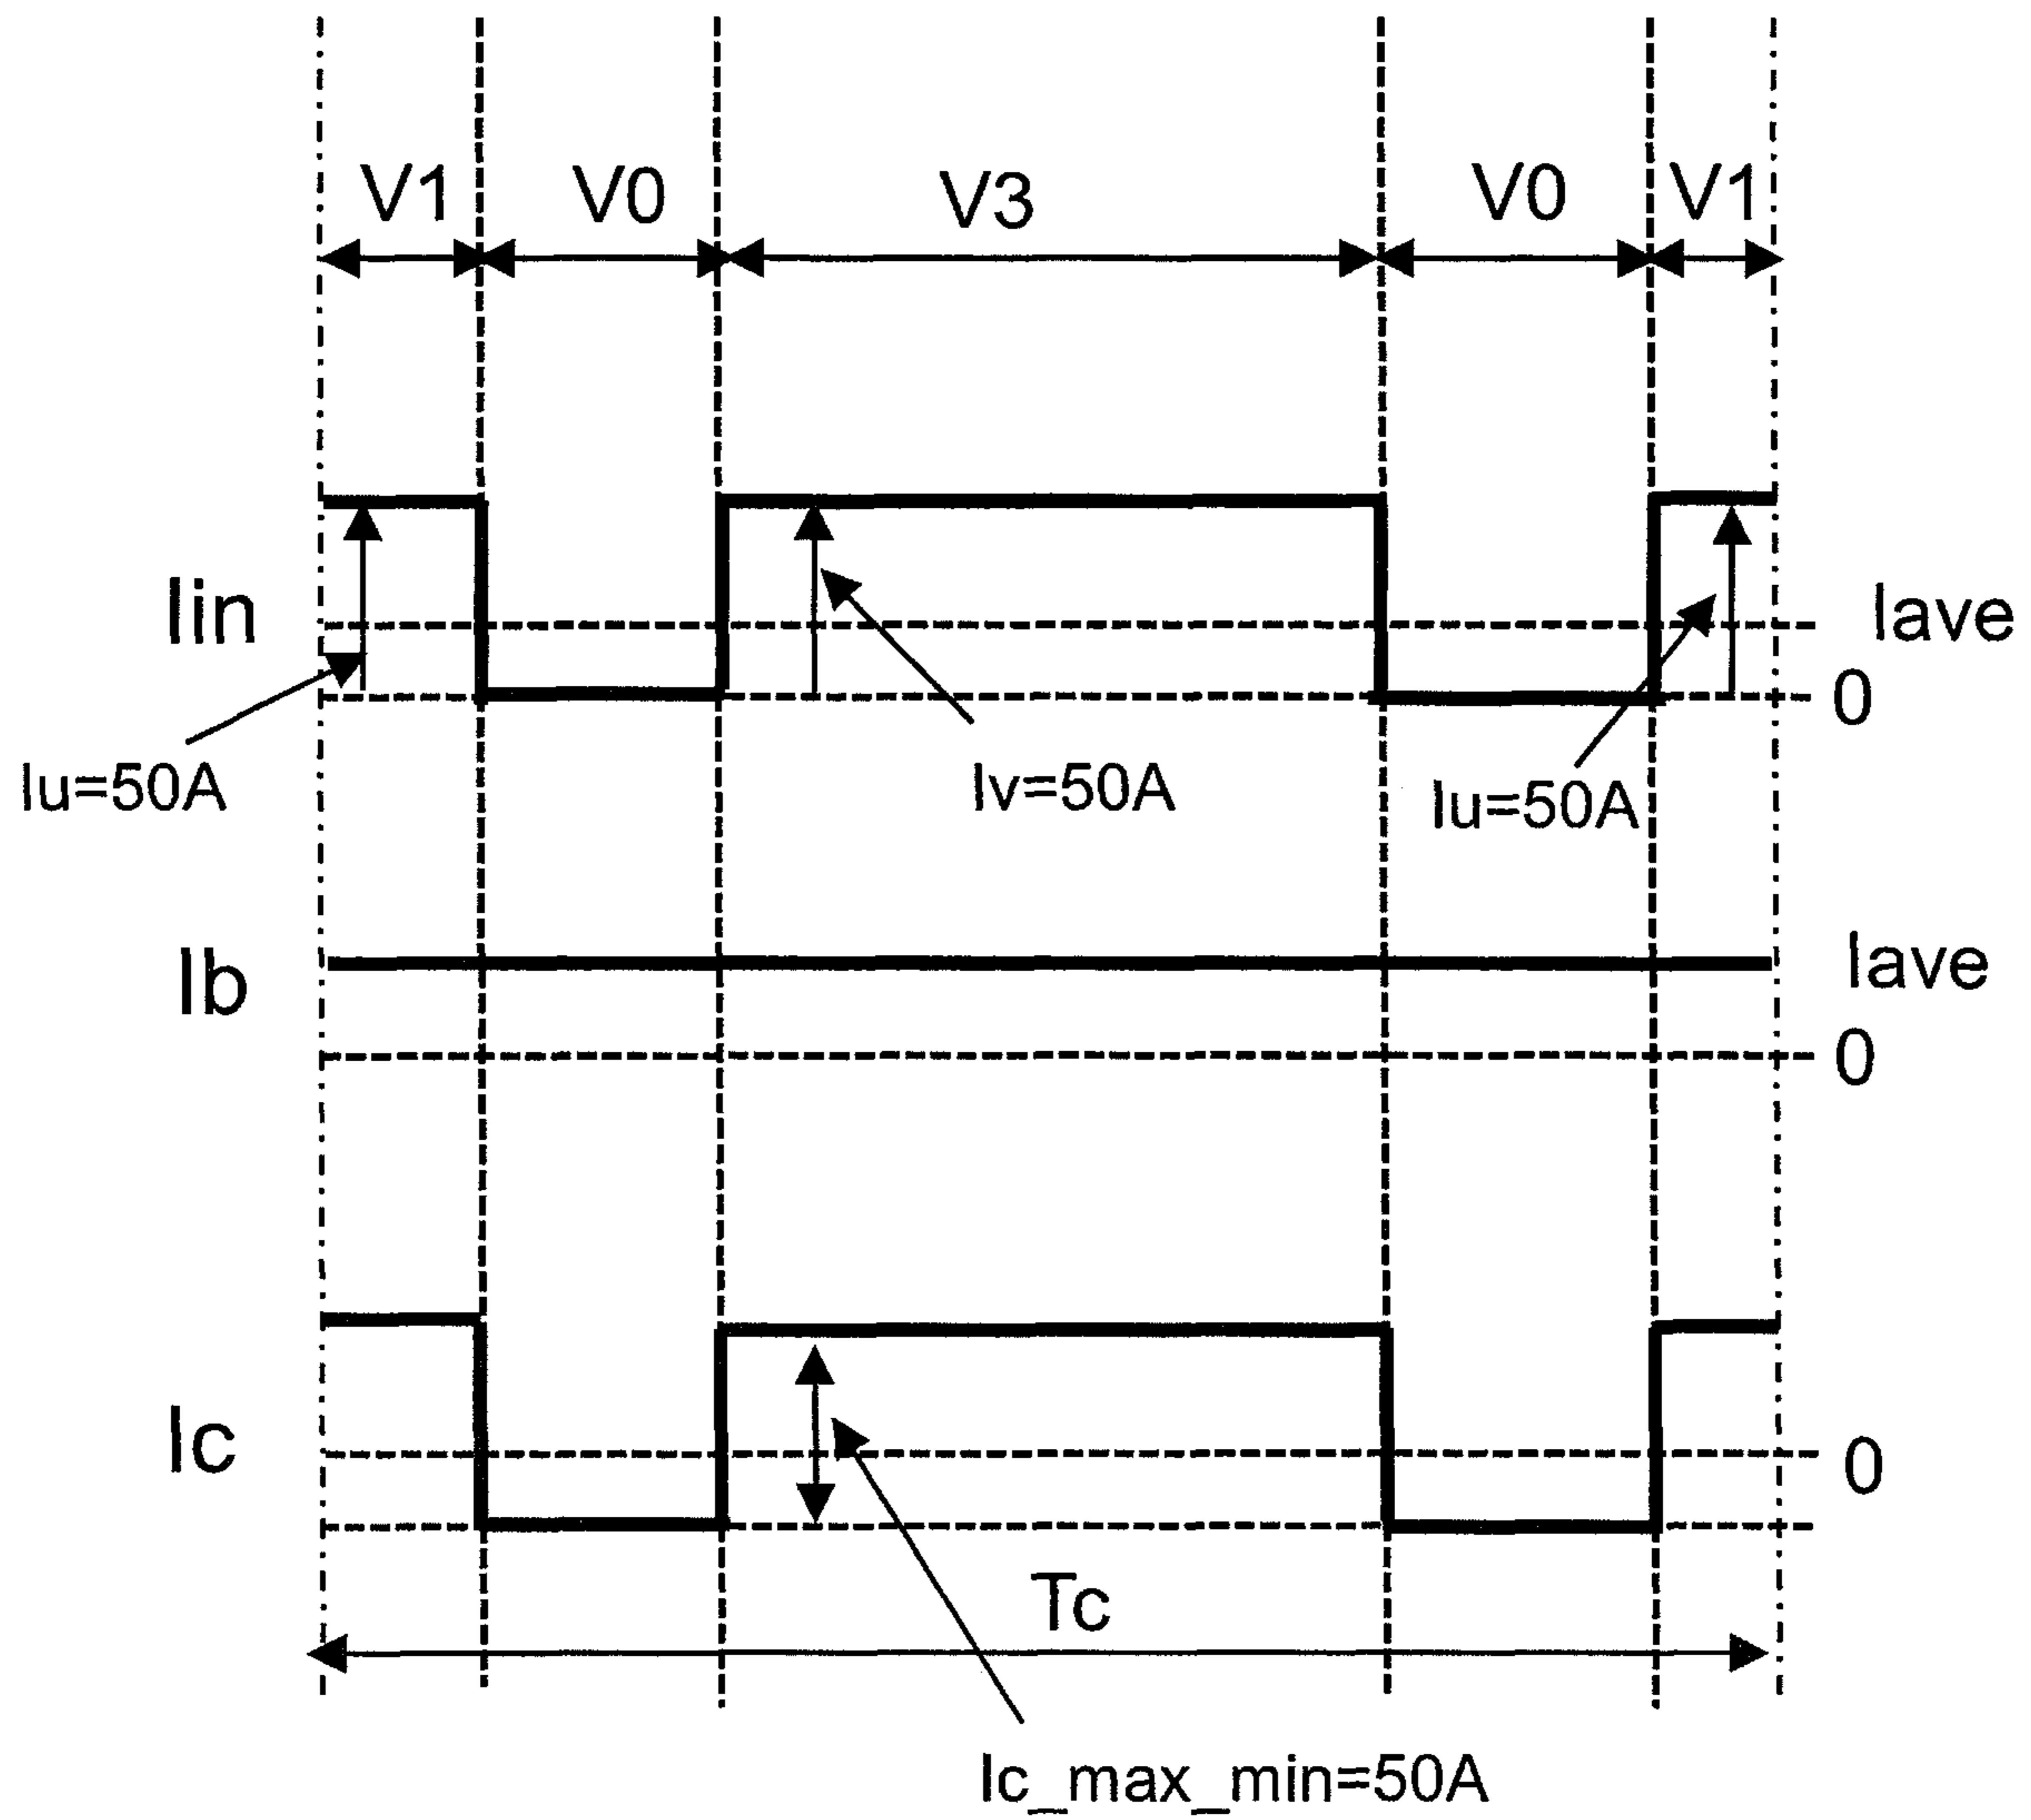 V1
V0
V3
V0
V1
Iin
Iave
0
Iu=50A
Iv=50A
Iu=50A
Ib
Iave
0
Ic
0
Tc
Ic_max_min=50A